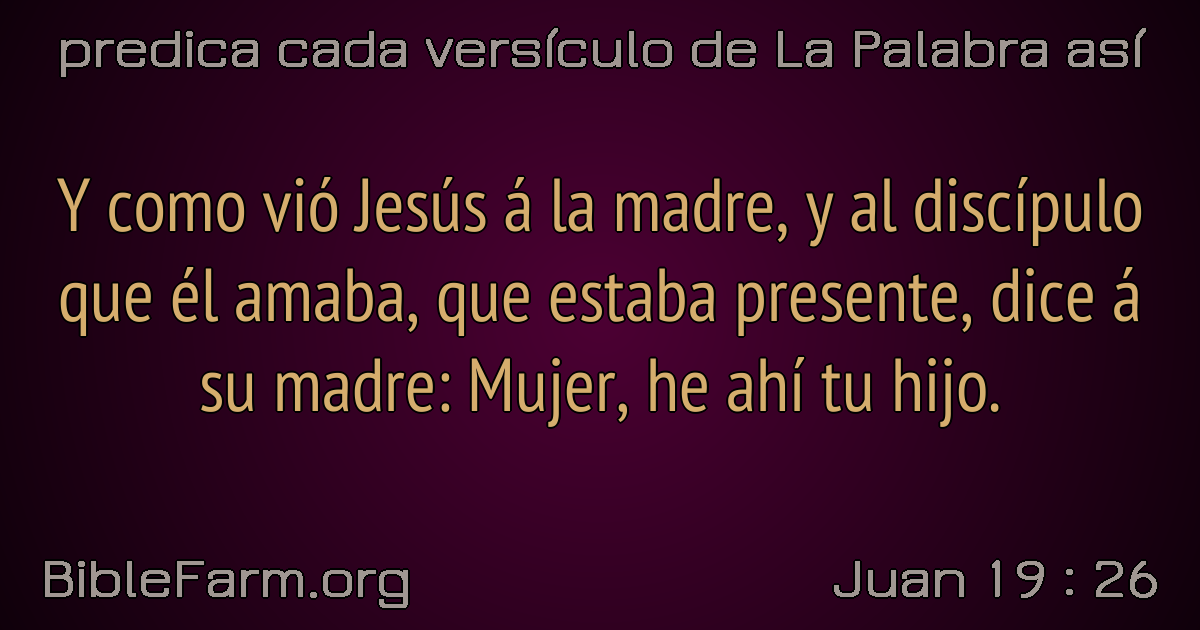 predica cada versículo de La Palabra así
Y como vió Jesús á la madre, y al discípulo
que él amaba, que estaba presente, dice á
su madre: Mujer, he ahí tu hijo.
BibleFarm.org
Juan 19 : 26